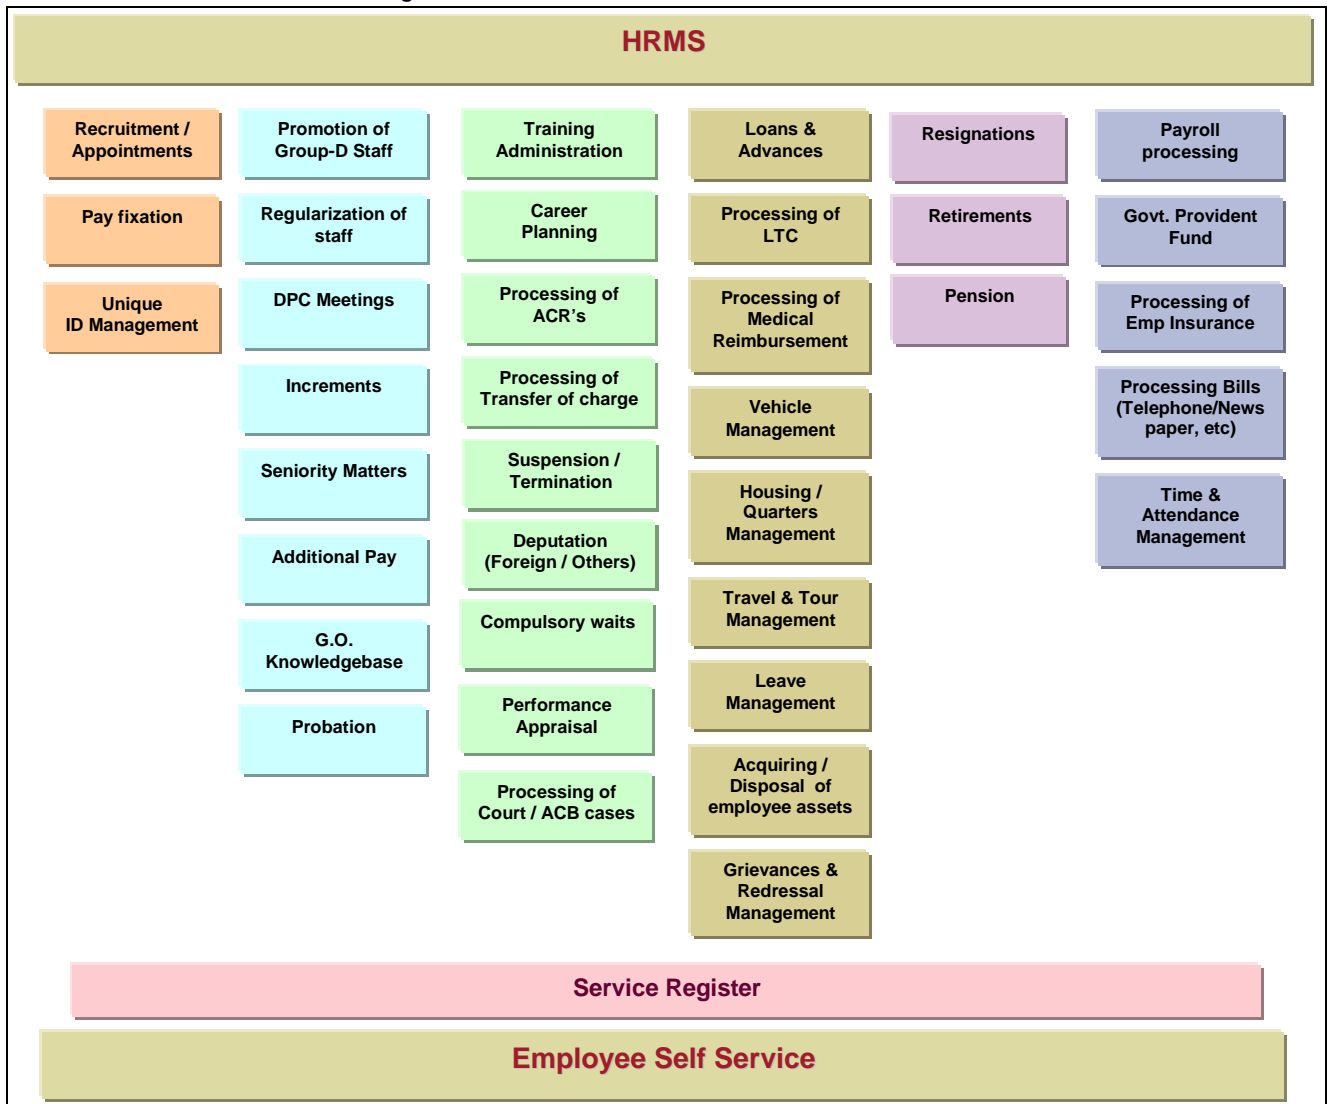 HRMS
Recruitment /
Appointments
Pay fixation
Unique
ID Management
Promotion of
Group-D Staff
Regularization of
staff
DPC Meetings
Increments
Seniority Matters
Additional Pay
G.O.
Knowledgebase
Probation
Training
Administration
Career
Planning
Processing of
ACR's
Processing of
Transfer of charge
Suspension /
Termination
Deputation
(Foreign / Others)
Compulsory waits
Performance
Appraisal
Processing of
Court / ACB cases
Loans &
Advances
Processing of
LTC
Processing of
Medical
Reimbursement
Vehicle
Management
Housing /
Quarters
Management
Travel & Tour
Management
Leave
Management
Acquiring /
Disposal of
employee assets
Grievances &
Redressal
Management
Resignations
Retirements
Pension
Payroll
processing
Govt. Provident
Fund
Processing of
Emp Insurance
Processing Bills
(Telephone/News
paper, etc)
Time &
Attendance
Management
Service Register
Employee Self Service